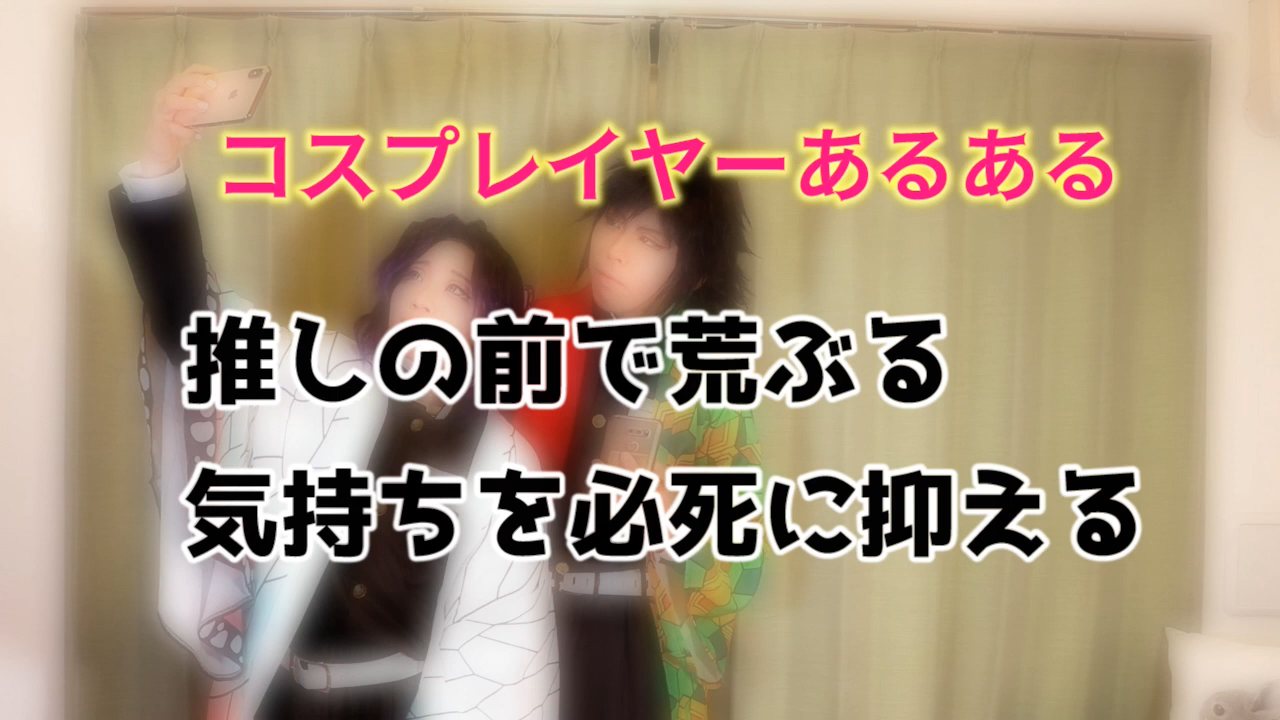 コスプレイヤーあるある
推しの前で荒ぶる
気持ちを必死に抑える